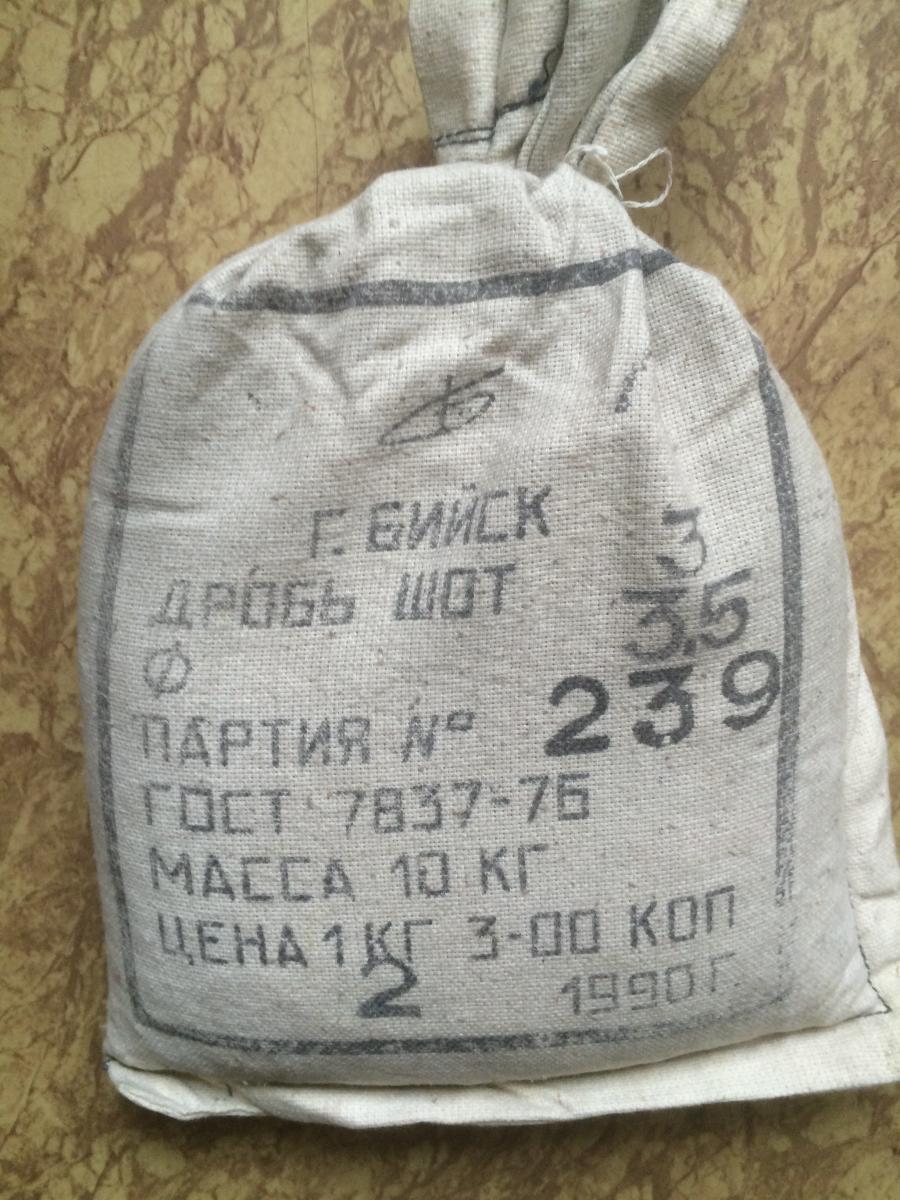 Г. БИЙСК
3
ДРОБЬ ШОТ
Ø 3,5
ПАРТИЯ № 239
ГОСТ 7837-76
МАССА 10 КГ
ЦЕНА 1 КГ 3-00 КОП
2
1990 Г.